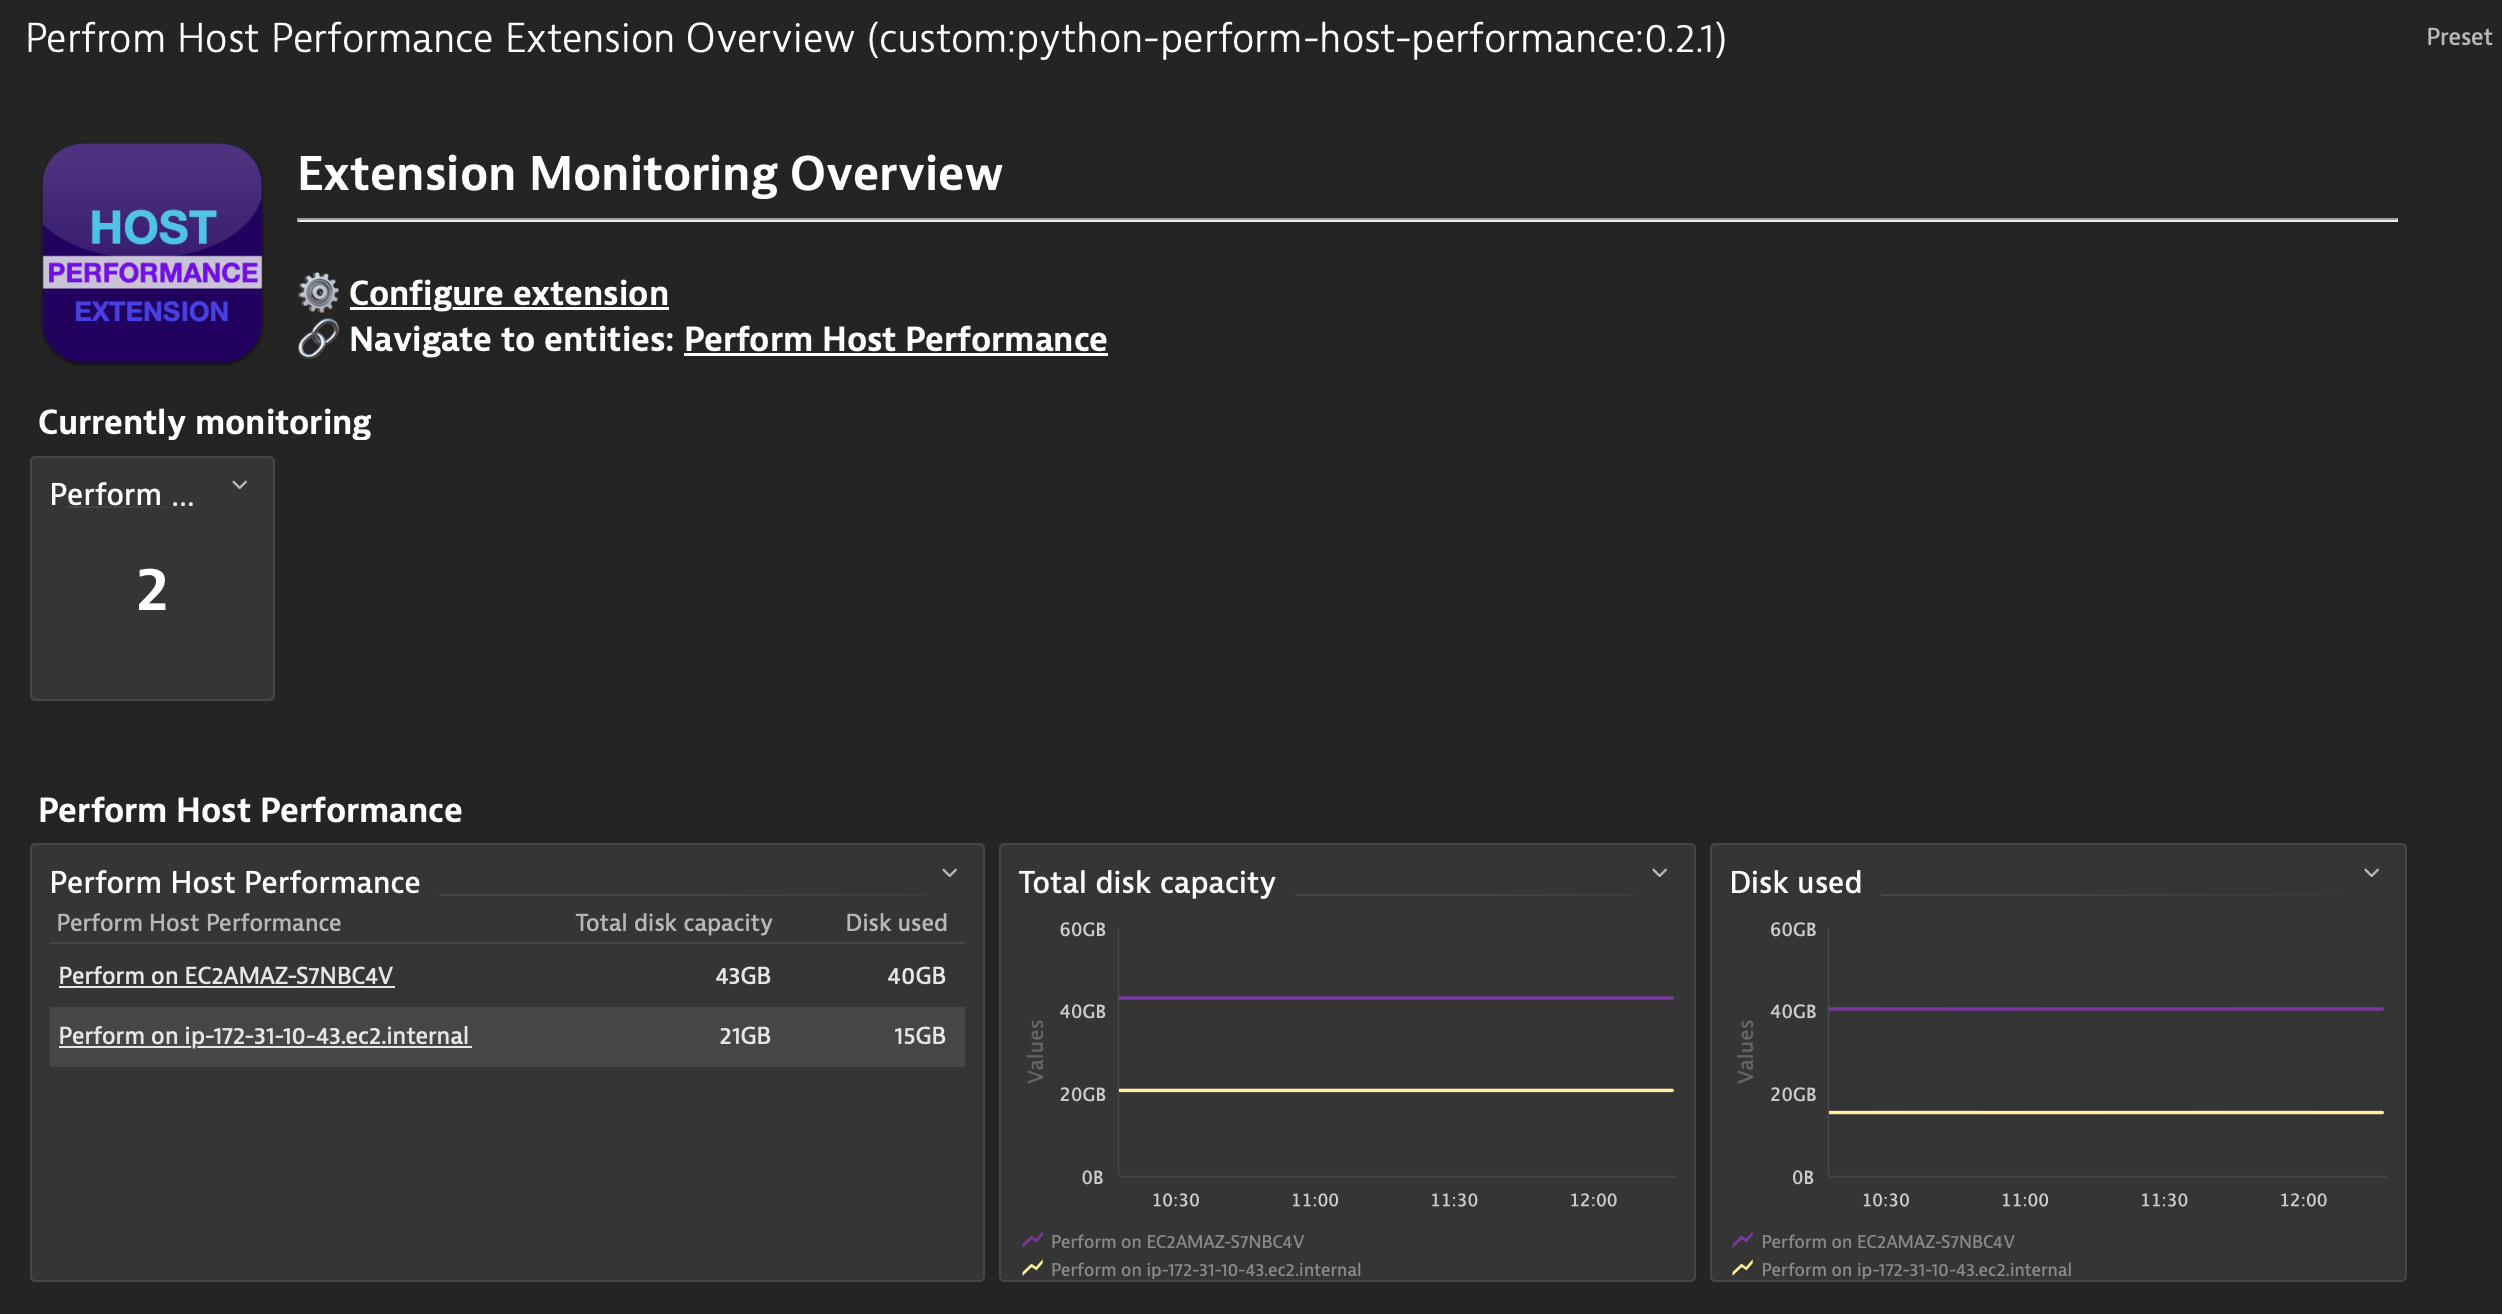 Perfrom Host Performance Extension Overview (custom:python-perform-host-performance:0.2.1)
Preset
HOST
PERFORMANCE
EXTENSION
Extension Monitoring Overview
Configure extension
Navigate to entities: Perform Host Performance
Currently monitoring
Perform ...
2
Perform Host Performance
Perform Host Performance
Perform Host Performance Total disk capacity Disk used
Perform on EC2AMAZ-S7NBC4V 43GB 40GB
Perform on ip-172-31-10-43.ec2.internal 21GB 15GB
Total disk capacity
Values
60GB
40GB
20GB
0B
10:30 11:00 11:30 12:00
Perform on EC2AMAZ-S7NBC4V
Perform on ip-172-31-10-43.ec2.internal
Disk used
Values
60GB
40GB
20GB
0B
10:30 11:00 11:30 12:00
Perform on EC2AMAZ-S7NBC4V
Perform on ip-172-31-10-43.ec2.internal